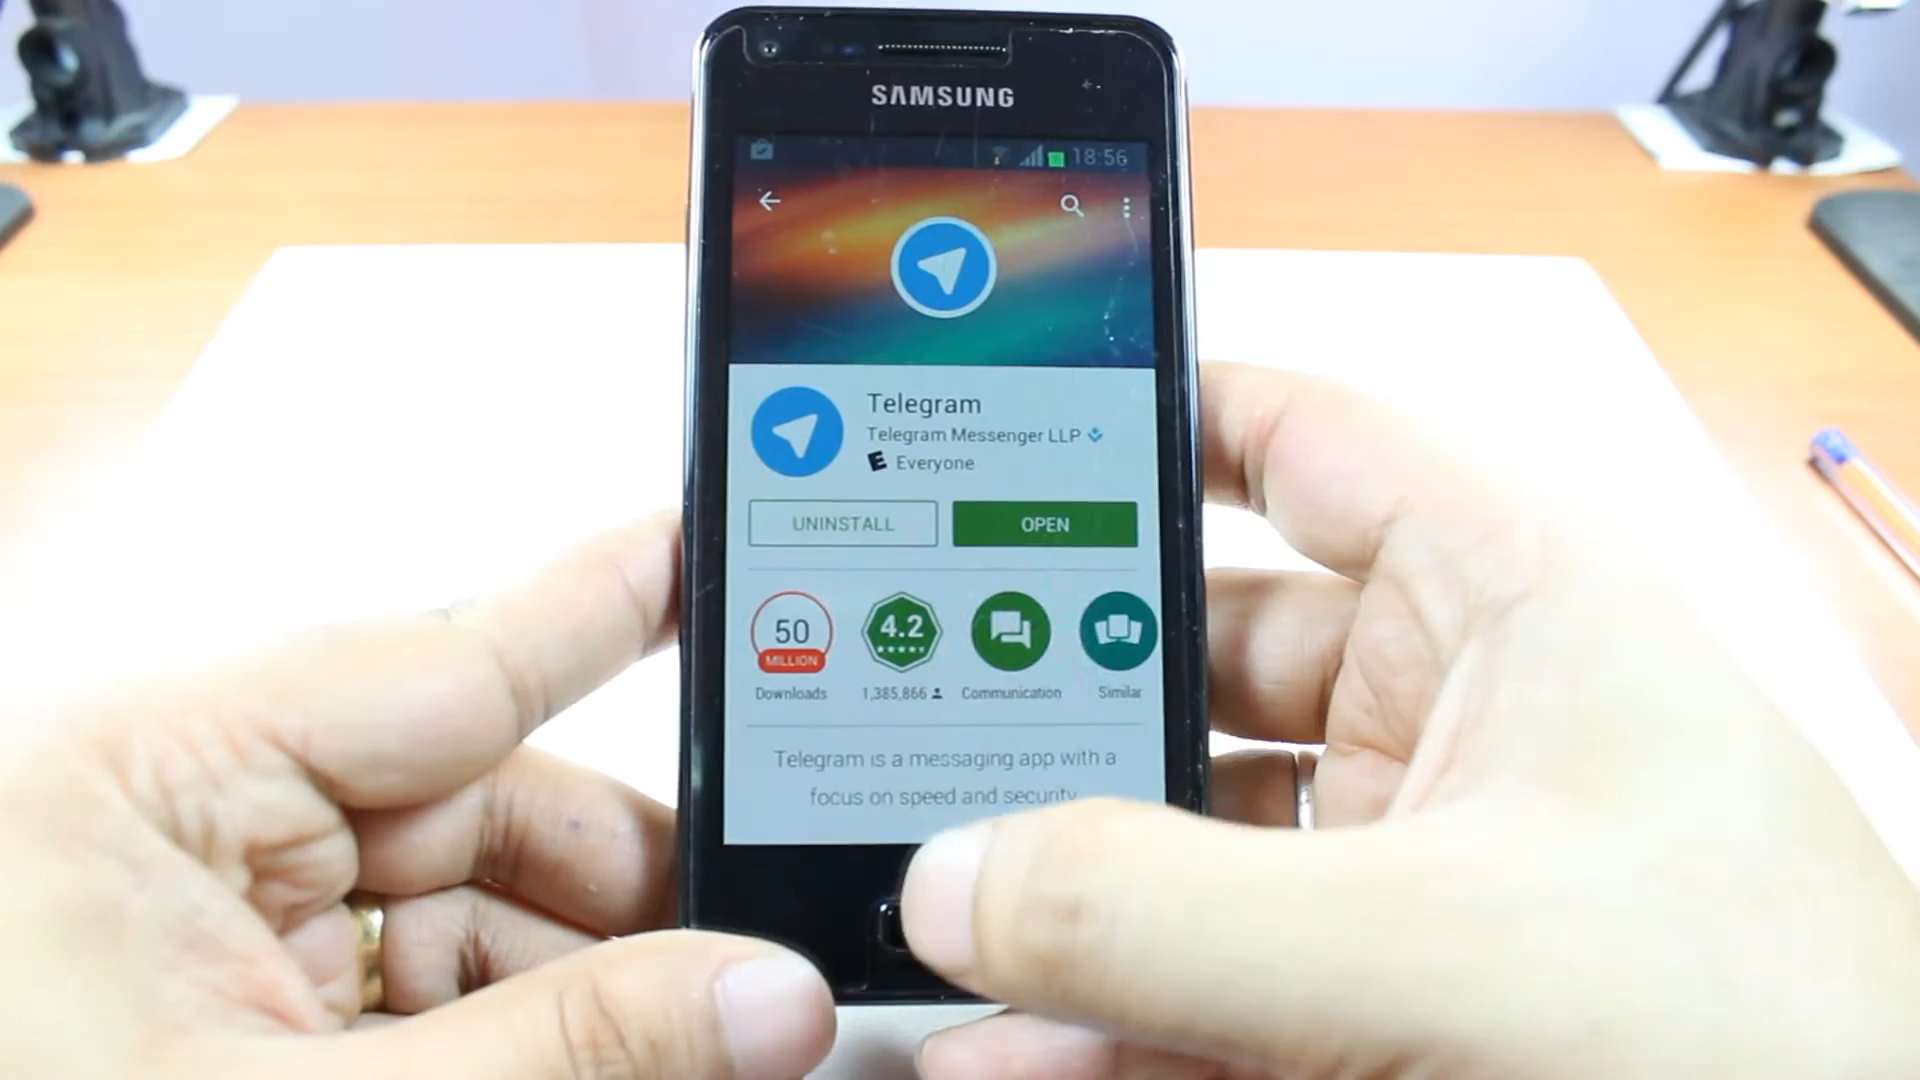 SAMSUNG
18:56
Telegram
Telegram Messenger LLP
E Everyone
UNINSTALL
OPEN
50
MILLION
Downloads
4.2
1,385,866
Communication
Similar
Telegram is a messaging app with a
focus on speed and security.